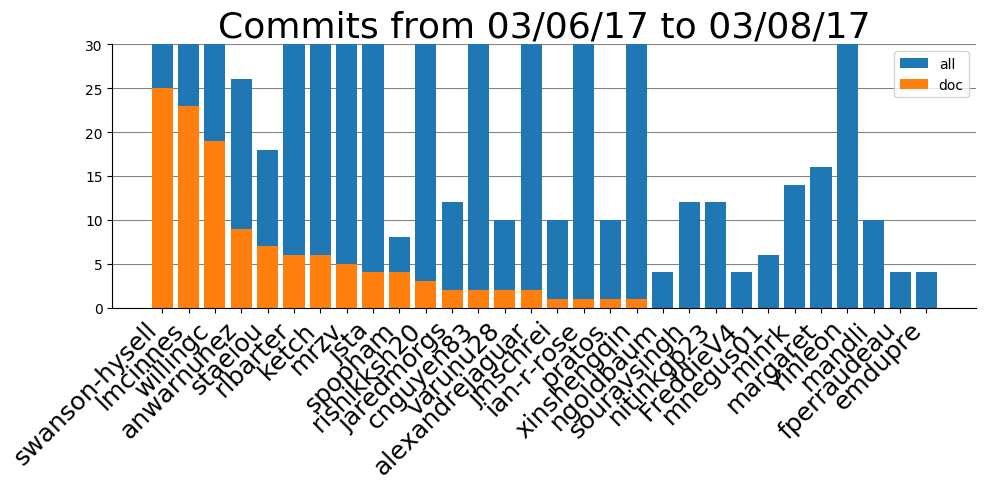 Commits from 03/06/17 to 03/08/17
30
25
20
15
10
5
0
all
doc
swanson-hysell
lmcinnes
willingc
anwarnunez
staelou
rlbarter
ketch
mrzv
lsta
spopham
rishikksh20
jaredmorgs
cnguyen83
varunu28
alexandrejaguar
jmschrei
ian-r-rose
pratos
xinshengqin
ngoldbaum
souravsingh
nitinkgp23
FreddieV4
mnegus01
minrk
margaret
Yinleon
mandli
fperraudeau
emdupre